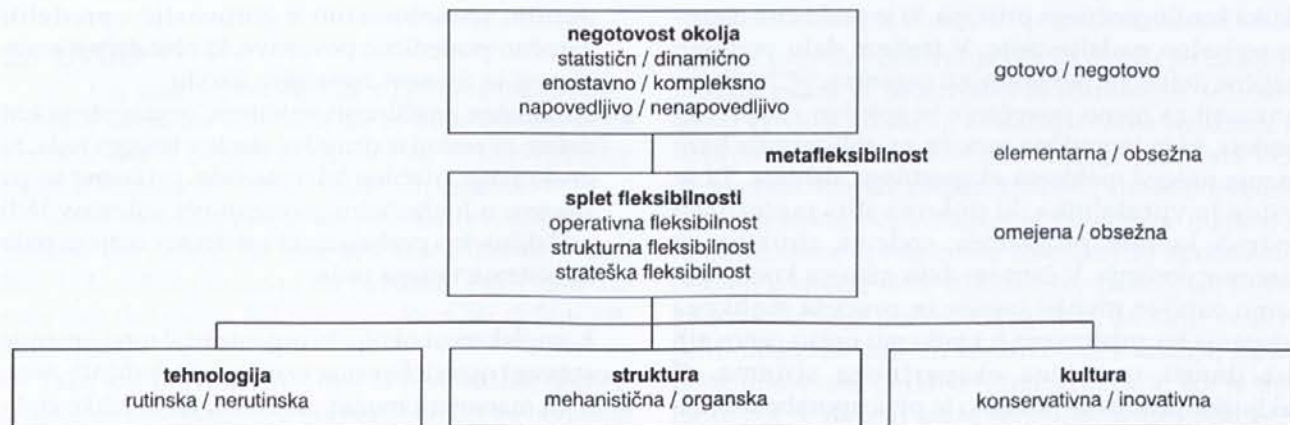 negotovost okolja
statističn / dinamično
enostavno / kompleksno
napovedljivo / nenapovedljivo
gotovo / negotovo
metafleksibilnost
elementarna / obsežna
splet fleksibilnosti
operativna fleksibilnost
strukturna fleksibilnost
strateška fleksibilnost
omejena / obsežna
tehnologija
rutinska / nerutinska
struktura
mehanistična / organska
kultura
konservativna / inovativna